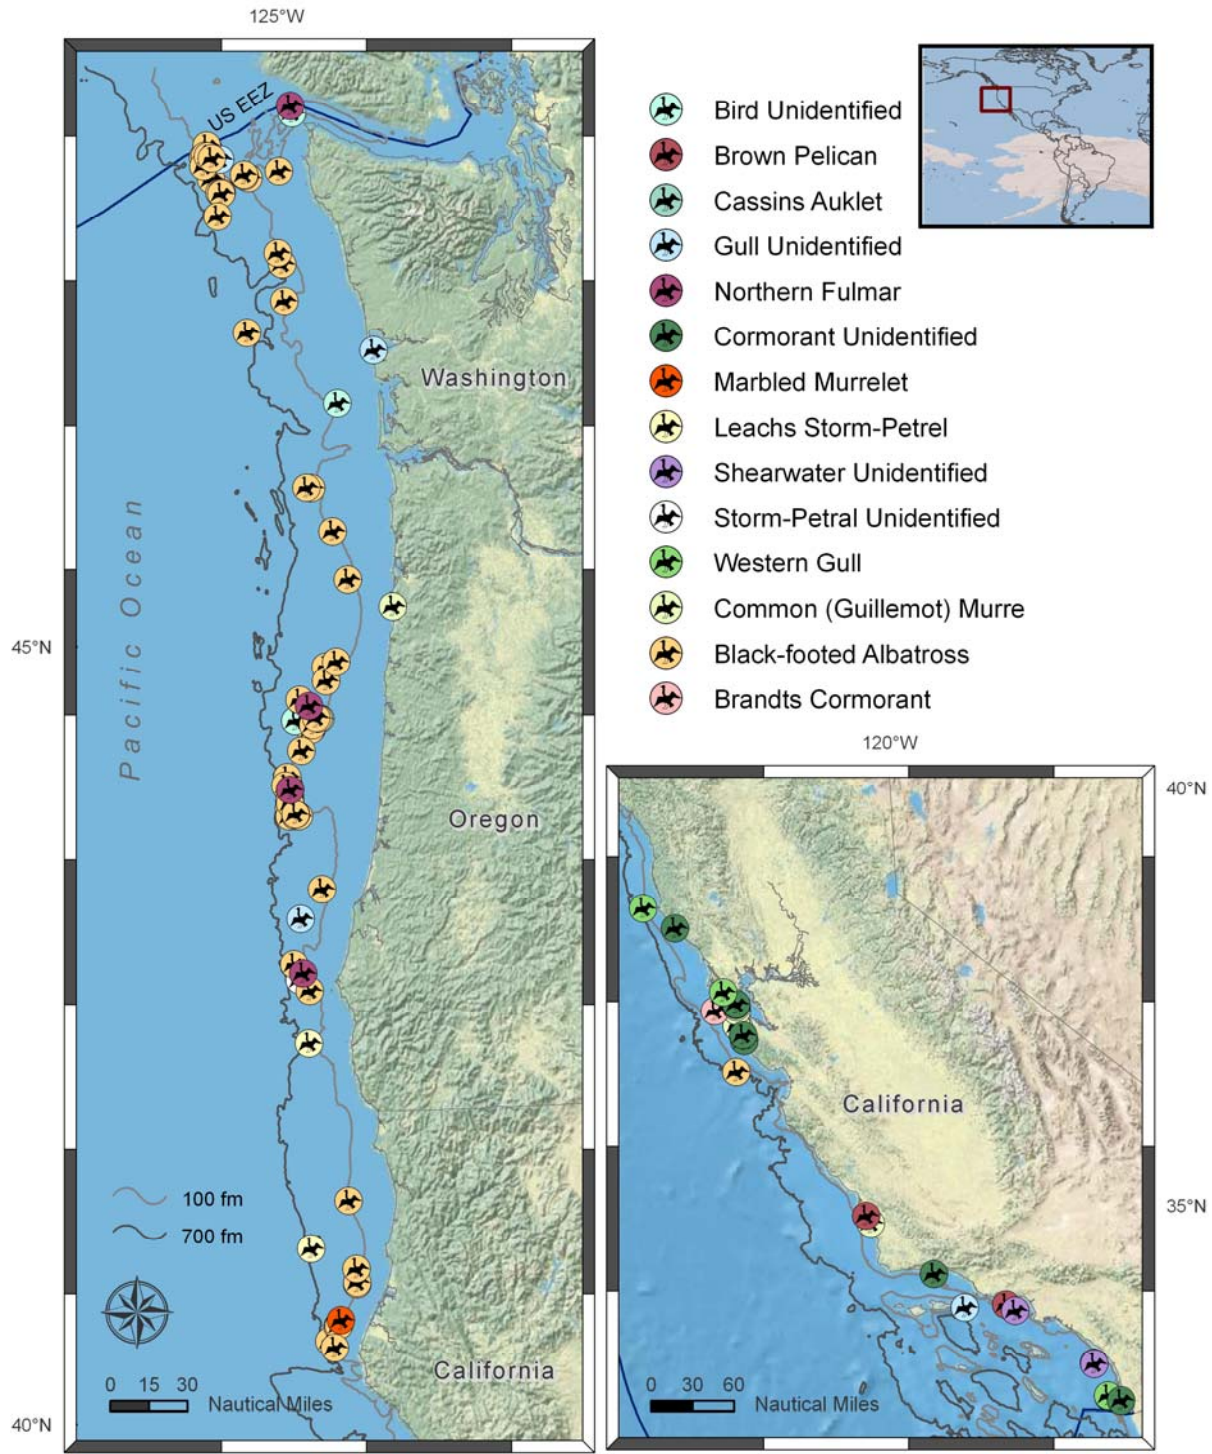 125°W
US EEZ
Washington
Pacific Ocean
45°N
Oregon
100 fm
700 fm
California
0 15 30
Nautical Miles
40°N
Bird Unidentified
Brown Pelican
Cassins Auklet
Gull Unidentified
Northern Fulmar
Cormorant Unidentified
Marbled Murrelet
Leachs Storm-Petrel
Shearwater Unidentified
Storm-Petral Unidentified
Western Gull
Common (Guillemot) Murre
Black-footed Albatross
Brandts Cormorant
120°W
40°N
California
35°N
0 30 60
Nautical Miles